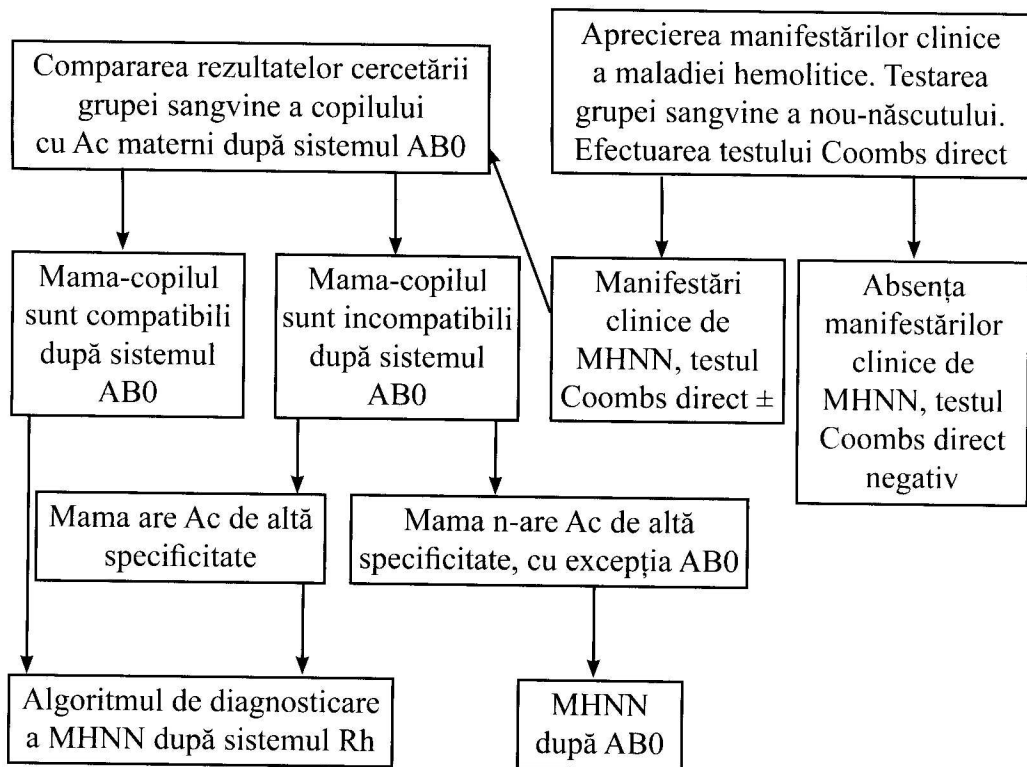 Compararea rezultatelor cercetării
grupei sangvine a copilului
cu Ac materni după sistemul AB0
Aprecierea manifestărilor clinice
a maladiei hemolitice. Testarea
grupei sangvine a nou-născutului.
Efectuarea testului Coombs direct
Mama-copilul
sunt compatibili
după sistemul
AB0
Mama-copilul
sunt incompatibili
după sistemul
AB0
Manifestări
clinice de
MHNN, testul
Coombs direct ±
Absența
manifestărilor
clinice de
MHNN, testul
Coombs direct
negativ
Mama are Ac de altă
specificitate
Mama n-are Ac de altă
specificitate, cu excepția AB0
Algoritmul de diagnosticare
a MHNN după sistemul Rh
MHNN
după AB0